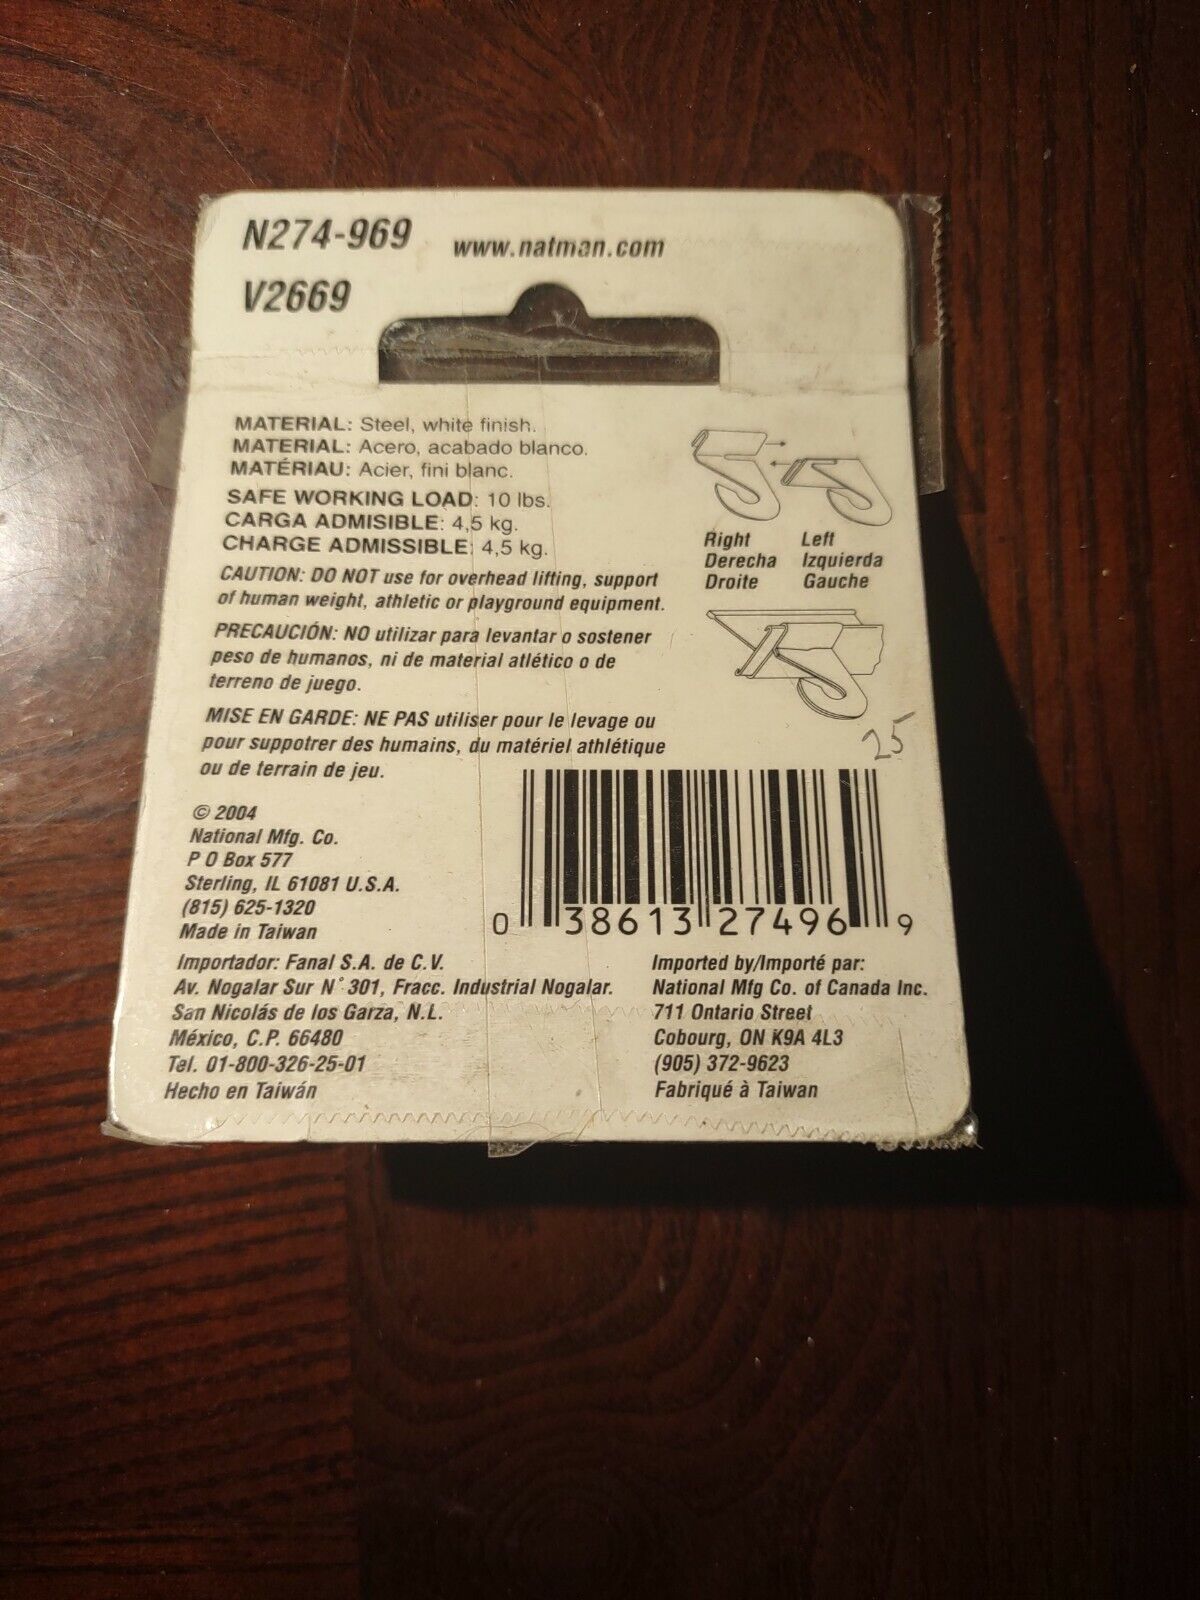 N274-969 www.natman.com
V2669
MATERIAL: Steel, white finish.
MATERIAL: Acero, acabado blanco.
MATÉRIAU: Acier, fini blanc.
SAFE WORKING LOAD: 10 lbs.
CARGA ADMISIBLE: 4,5 kg.
CHARGE ADMISSIBLE: 4,5 kg.
CAUTION: DO NOT use for overhead lifting, support
of human weight, athletic or playground equipment.
PRECAUCIÓN: NO utilizar para levantar o sostener
peso de humanos, ni de material atlético o de
terreno de juego.
MISE EN GARDE: NE PAS utiliser pour le levage ou
pour suppotrer des humains, du matériel athlétique
ou de terrain de jeu.
Right Left
Derecha Izquierda
Droite Gauche
25
© 2004
National Mfg. Co.
P O Box 577
Sterling, IL 61081 U.S.A.
(815) 625-1320
Made in Taiwan
0 38613 27496 9
Importador: Fanal S.A. de C.V.
Av. Nogalar Sur N° 301, Fracc. Industrial Nogalar.
San Nicolás de los Garza, N.L.
México, C.P. 66480
Tel. 01-800-326-25-01
Hecho en Taiwán
Imported by/Importé par:
National Mfg Co. of Canada Inc.
711 Ontario Street
Cobourg, ON K9A 4L3
(905) 372-9623
Fabriqué à Taiwan